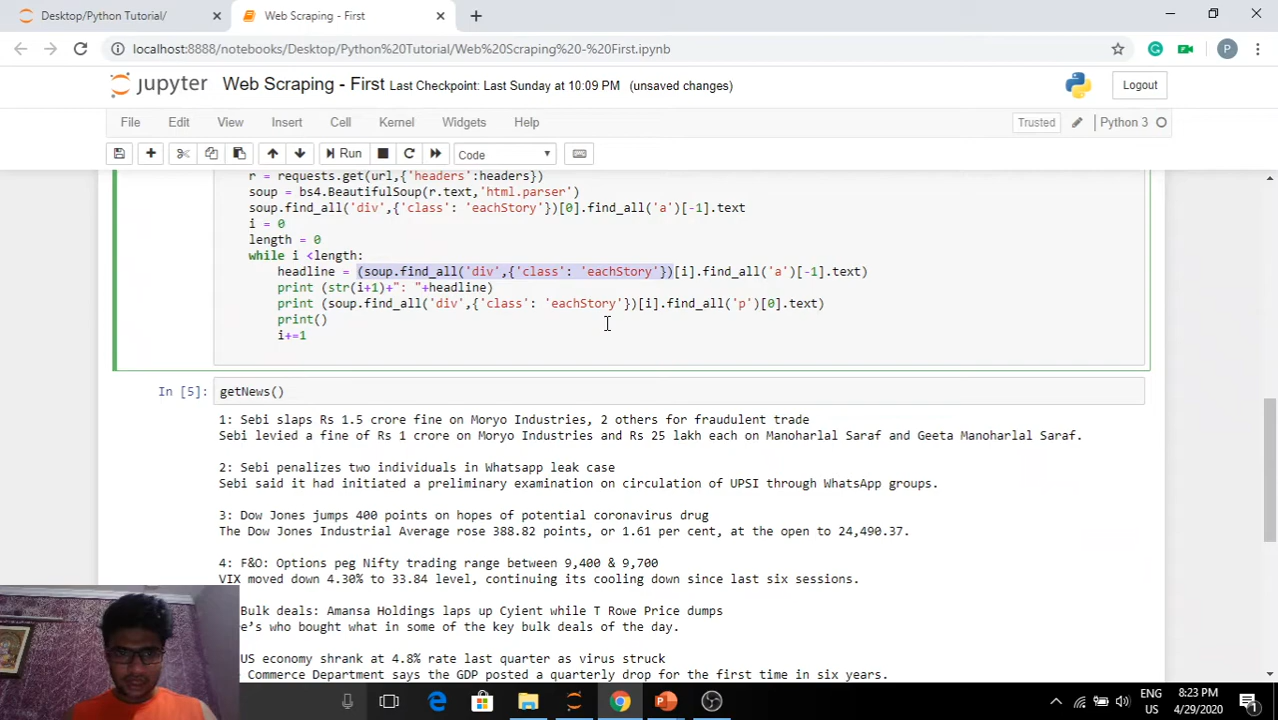 Desktop/Python Tutorial/
Web Scraping - First
localhost:8888/notebooks/Desktop/Python%20Tutorial/Web%20Scraping%20-%20First.ipynb
P
jupyter Web Scraping - First Last Checkpoint: Last Sunday at 10:09 PM (unsaved changes)
Logout
File Edit View Insert Cell Kernel Widgets Help
Trusted
Python 3
Run
Code
r = requests.get(url,{'headers':headers})
soup = bs4.BeautifulSoup(r.text,'html.parser')
soup.find_all('div',{'class': 'eachStory'})[0].find_all('a')[-1].text
i = 0
length = 0
while i <length:
headline = (soup.find_all('div',{'class': 'eachStory'})[i].find_all('a')[-1].text)
print (str(i+1)+": "+headline)
print (soup.find_all('div',{'class': 'eachStory'})[i].find_all('p')[0].text)
print()
i+=1
In [5]: getNews()
1: Sebi slaps Rs 1.5 crore fine on Moryo Industries, 2 others for fraudulent trade
Sebi levied a fine of Rs 1 crore on Moryo Industries and Rs 25 lakh each on Manoharlal Saraf and Geeta Manoharlal Saraf.
2: Sebi penalizes two individuals in Whatsapp leak case
Sebi said it had initiated a preliminary examination on circulation of UPSI through WhatsApp groups.
3: Dow Jones jumps 400 points on hopes of potential coronavirus drug
The Dow Jones Industrial Average rose 388.82 points, or 1.61 per cent, at the open to 24,490.37.
4: F&O: Options peg Nifty trading range between 9,400 & 9,700
VIX moved down 4.30% to 33.84 level, continuing its cooling down since last six sessions.
Bulk deals: Amansa Holdings laps up Cyient while T Rowe Price dumps
e's who bought what in some of the key bulk deals of the day.
US economy shrank at 4.8% rate last quarter as virus struck
Commerce Department says the GDP posted a quarterly drop for the first time in six years.
ENG
US
8:23 PM
4/29/2020
1